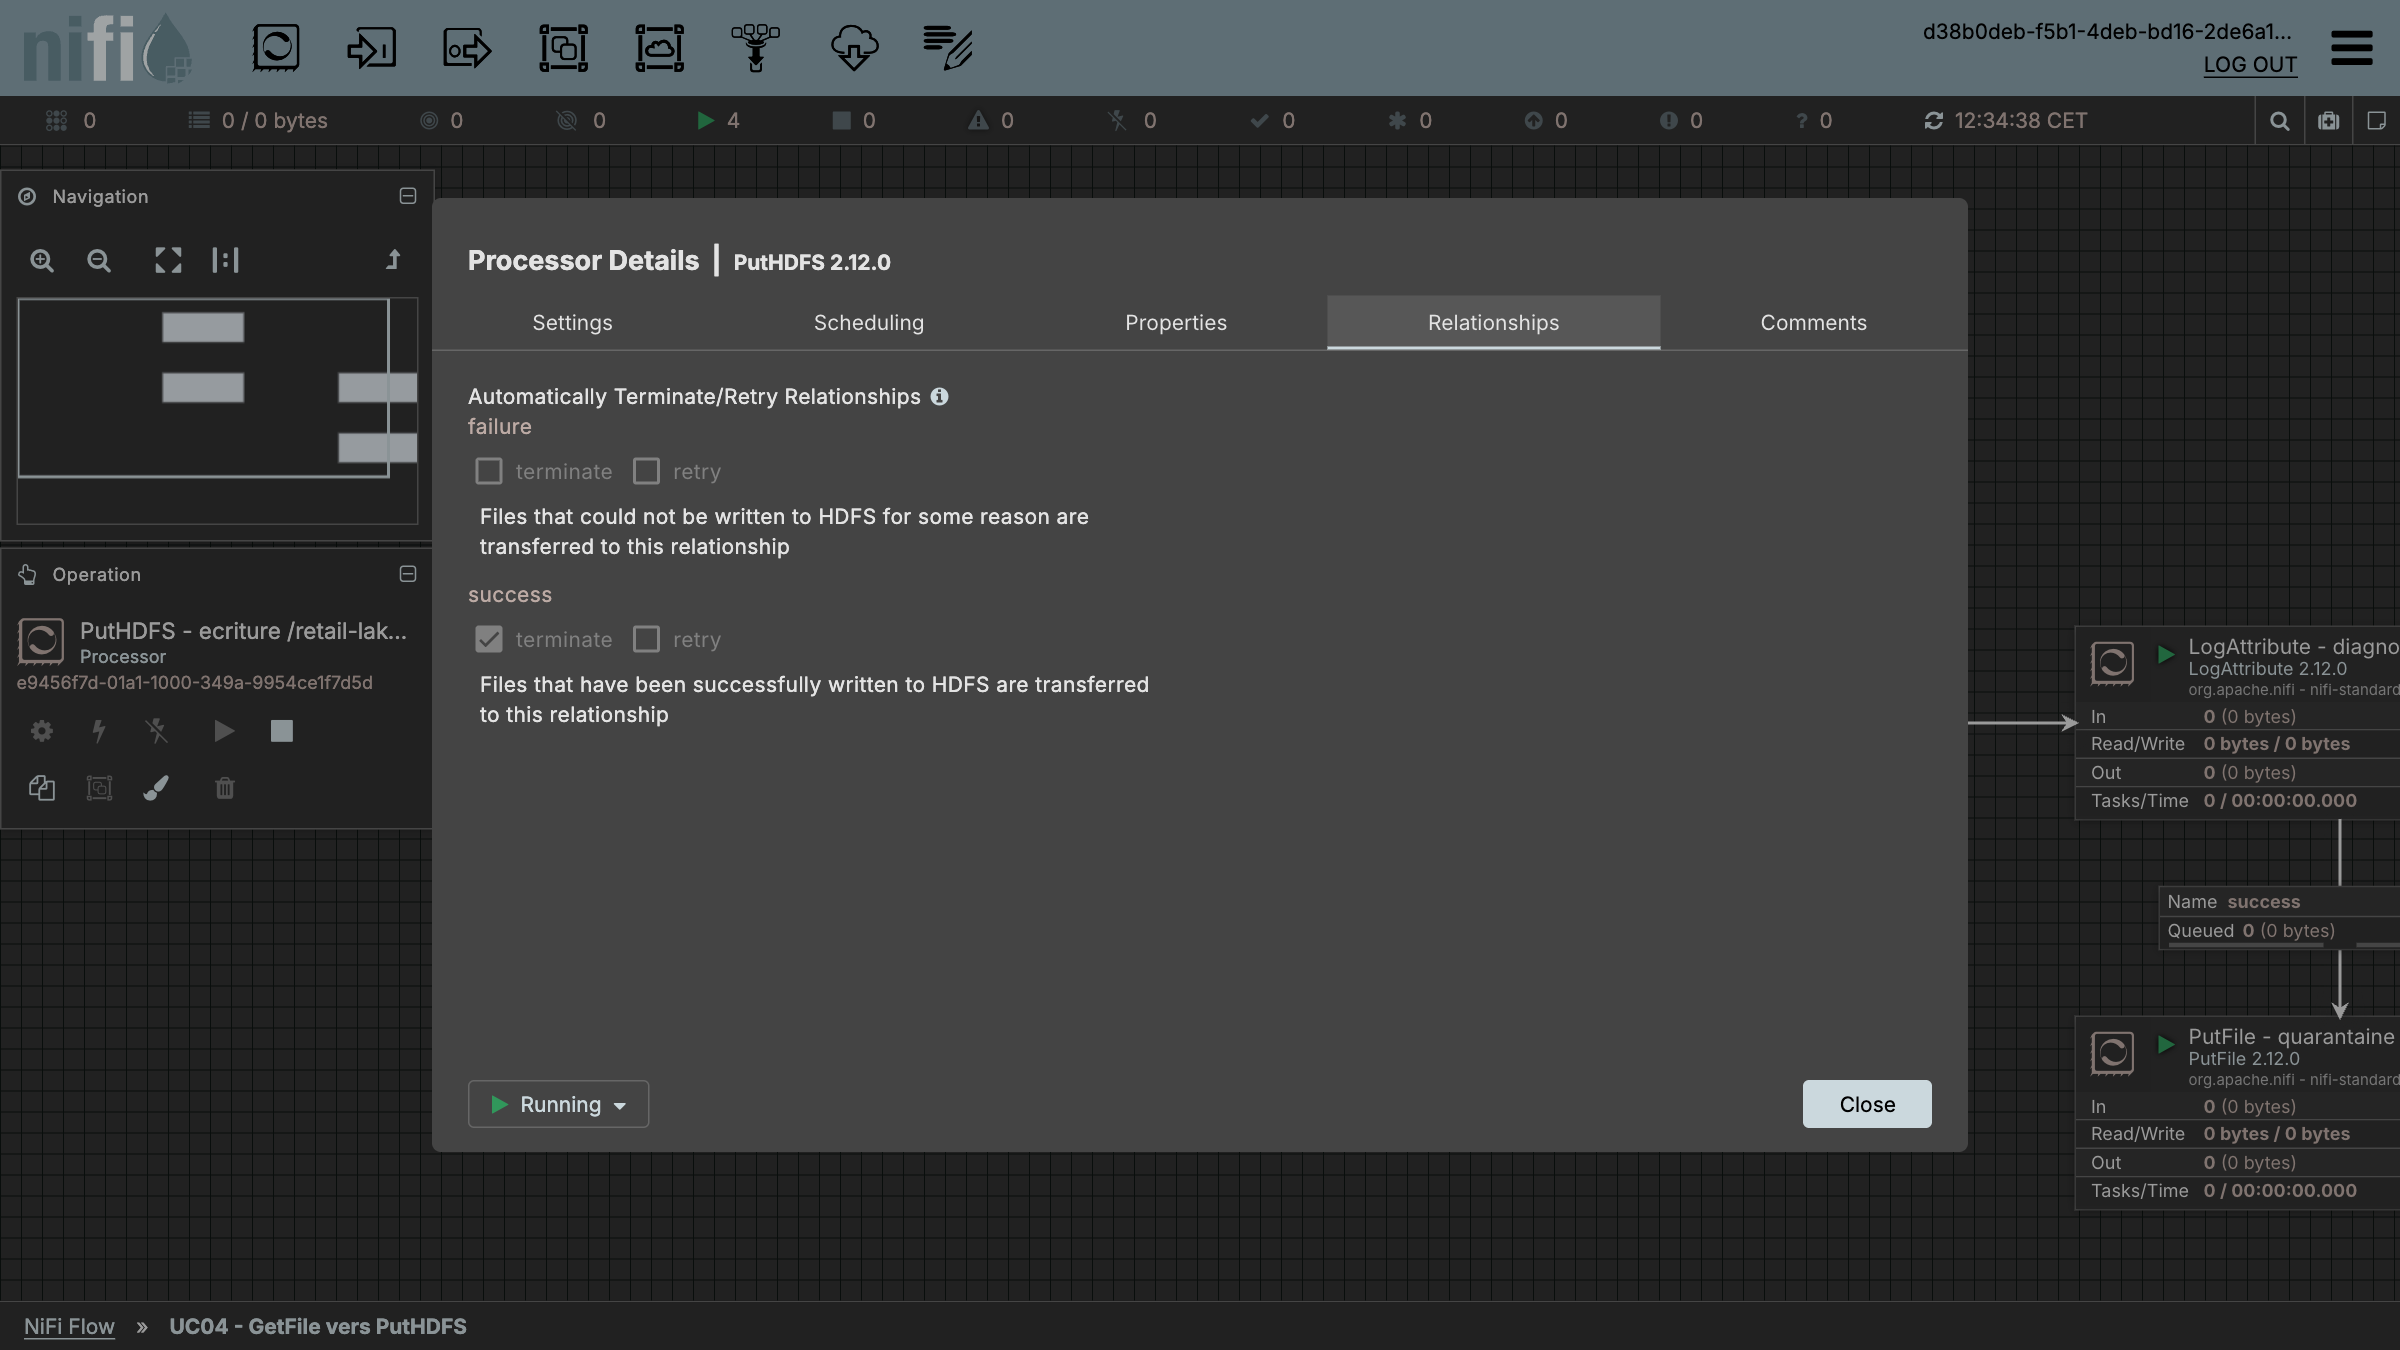 nifi
d38b0deb-f5b1-4deb-bd16-2de6a1...
LOG OUT
0
0 / 0 bytes
0
0
4
0
0
0
0
0
0
0
? 0
12:34:38 CET
Navigation
Operation
PutHDFS - ecriture /retail-lak...
Processor
e9456f7d-01a1-1000-349a-9954ce1f7d5d
Processor Details | PutHDFS 2.12.0
Settings
Scheduling
Properties
Relationships
Comments
Automatically Terminate/Retry Relationships
failure
terminate
retry
Files that could not be written to HDFS for some reason are
transferred to this relationship
success
terminate
retry
Files that have been successfully written to HDFS are transferred
to this relationship
Running
Close
LogAttribute - diagno
LogAttribute 2.12.0
org.apache.nifi - nifi-standard
In 0 (0 bytes)
Read/Write 0 bytes / 0 bytes
Out 0 (0 bytes)
Tasks/Time 0 / 00:00:00.000
Name success
Queued 0 (0 bytes)
PutFile - quarantaine
PutFile 2.12.0
org.apache.nifi - nifi-standard
In 0 (0 bytes)
Read/Write 0 bytes / 0 bytes
Out 0 (0 bytes)
Tasks/Time 0 / 00:00:00.000
NiFi Flow » UC04 - GetFile vers PutHDFS